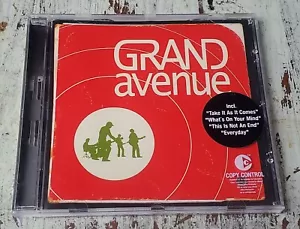 GRAND
avenue
Incl.
"Take It As It Comes"
"What's On Your Mind"
"This Is Not An End"
"Everyday"
COPY CONTROL